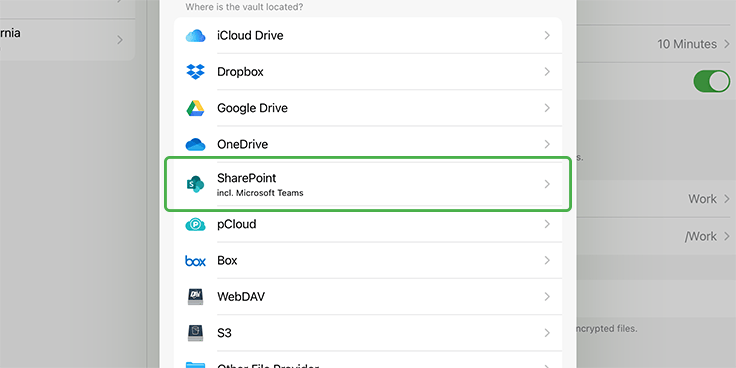 Where is the vault located?
rnia
iCloud Drive
10 Minutes
Dropbox
Google Drive
OneDrive
s.
SharePoint
incl. Microsoft Teams
Work
pCloud
/Work
box
Box
WebDAV
ncrypted files.
S3
Other File Provider